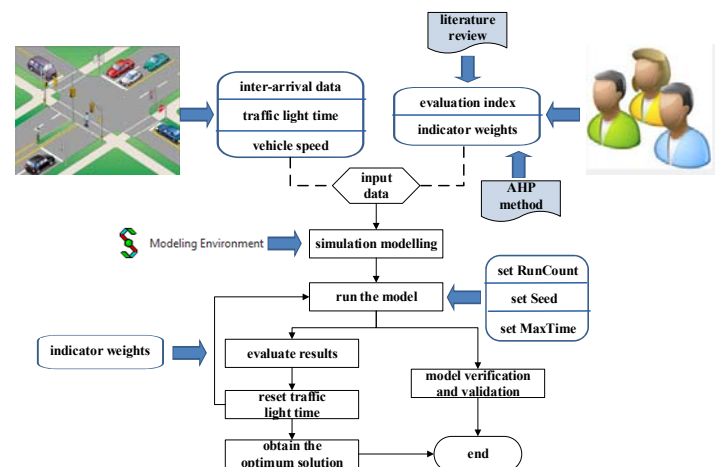 literature
review
inter-arrival data
traffic light time
vehicle speed
evaluation index
indicator weights
input
data
AHP
method
Modeling Environment
simulation modelling
run the model
set RunCount
set Seed
set MaxTime
indicator weights
evaluate results
model verification
and validation
reset traffic
light time
obtain the
optimum solution
end